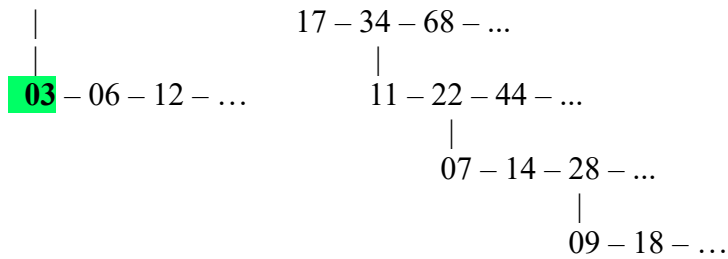 17 – 34 – 68 – ...
03 – 06 – 12 – … 11 – 22 – 44 – ...
07 – 14 – 28 – ...
09 – 18 – …